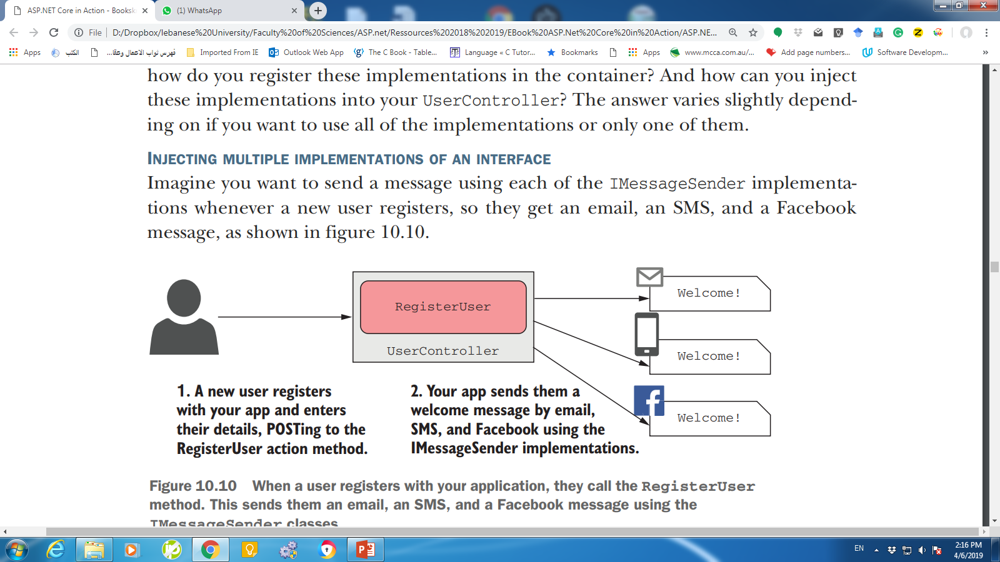 ASP.NET Core in Action - Booksk
(1) WhatsApp
File | D:/Dropbox/lebanese%20University/Faculty%20of%20Sciences/ASP.net/Ressources%202018%202019/EBook%20ASP.Net%20Core%20in%20Action/ASP.NE...
Apps الكتب فهرس ثواب الاعمال وعقا... Imported From IE Outlook Web App The C Book - Table... Language « C Tutor... Bookmarks Apps www.mcca.com.au/... Add page numbers... Software Developm... »
how do you register these implementations in the container? And how can you inject
these implementations into your UserController? The answer varies slightly depend-
ing on if you want to use all of the implementations or only one of them.
INJECTING MULTIPLE IMPLEMENTATIONS OF AN INTERFACE
Imagine you want to send a message using each of the IMessageSender implementa-
tions whenever a new user registers, so they get an email, an SMS, and a Facebook
message, as shown in figure 10.10.
RegisterUser
UserController
Welcome!
Welcome!
Welcome!
1. A new user registers
with your app and enters
their details, POSTing to the
RegisterUser action method.
2. Your app sends them a
welcome message by email,
SMS, and Facebook using the
IMessageSender implementations.
Figure 10.10 When a user registers with your application, they call the RegisterUser
method. This sends them an email, an SMS, and a Facebook message using the
IMessageSender classes
EN
2:16 PM
4/6/2019